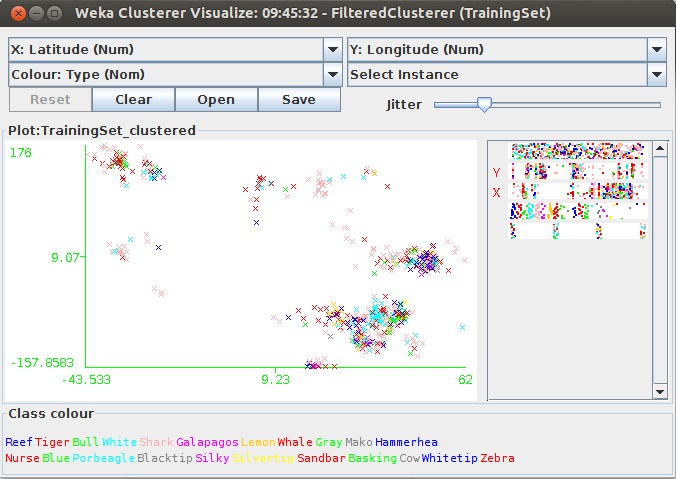 Weka Clusterer Visualize: 09:45:32 - FilteredClusterer (TrainingSet)
X: Latitude (Num) Y: Longitude (Num)
Colour: Type (Nom) Select Instance
Reset Clear Open Save Jitter
Plot:TrainingSet_clustered
176
Y
X
9.07
-157.8583
-43.533 9.23 62
Class colour
Reef Tiger Bull White Shark Galapagos Lemon Whale Gray Mako Hammerhea
Nurse Blue Porbeagle Blacktip Silky Silvertip Sandbar Basking Cow Whitetip Zebra